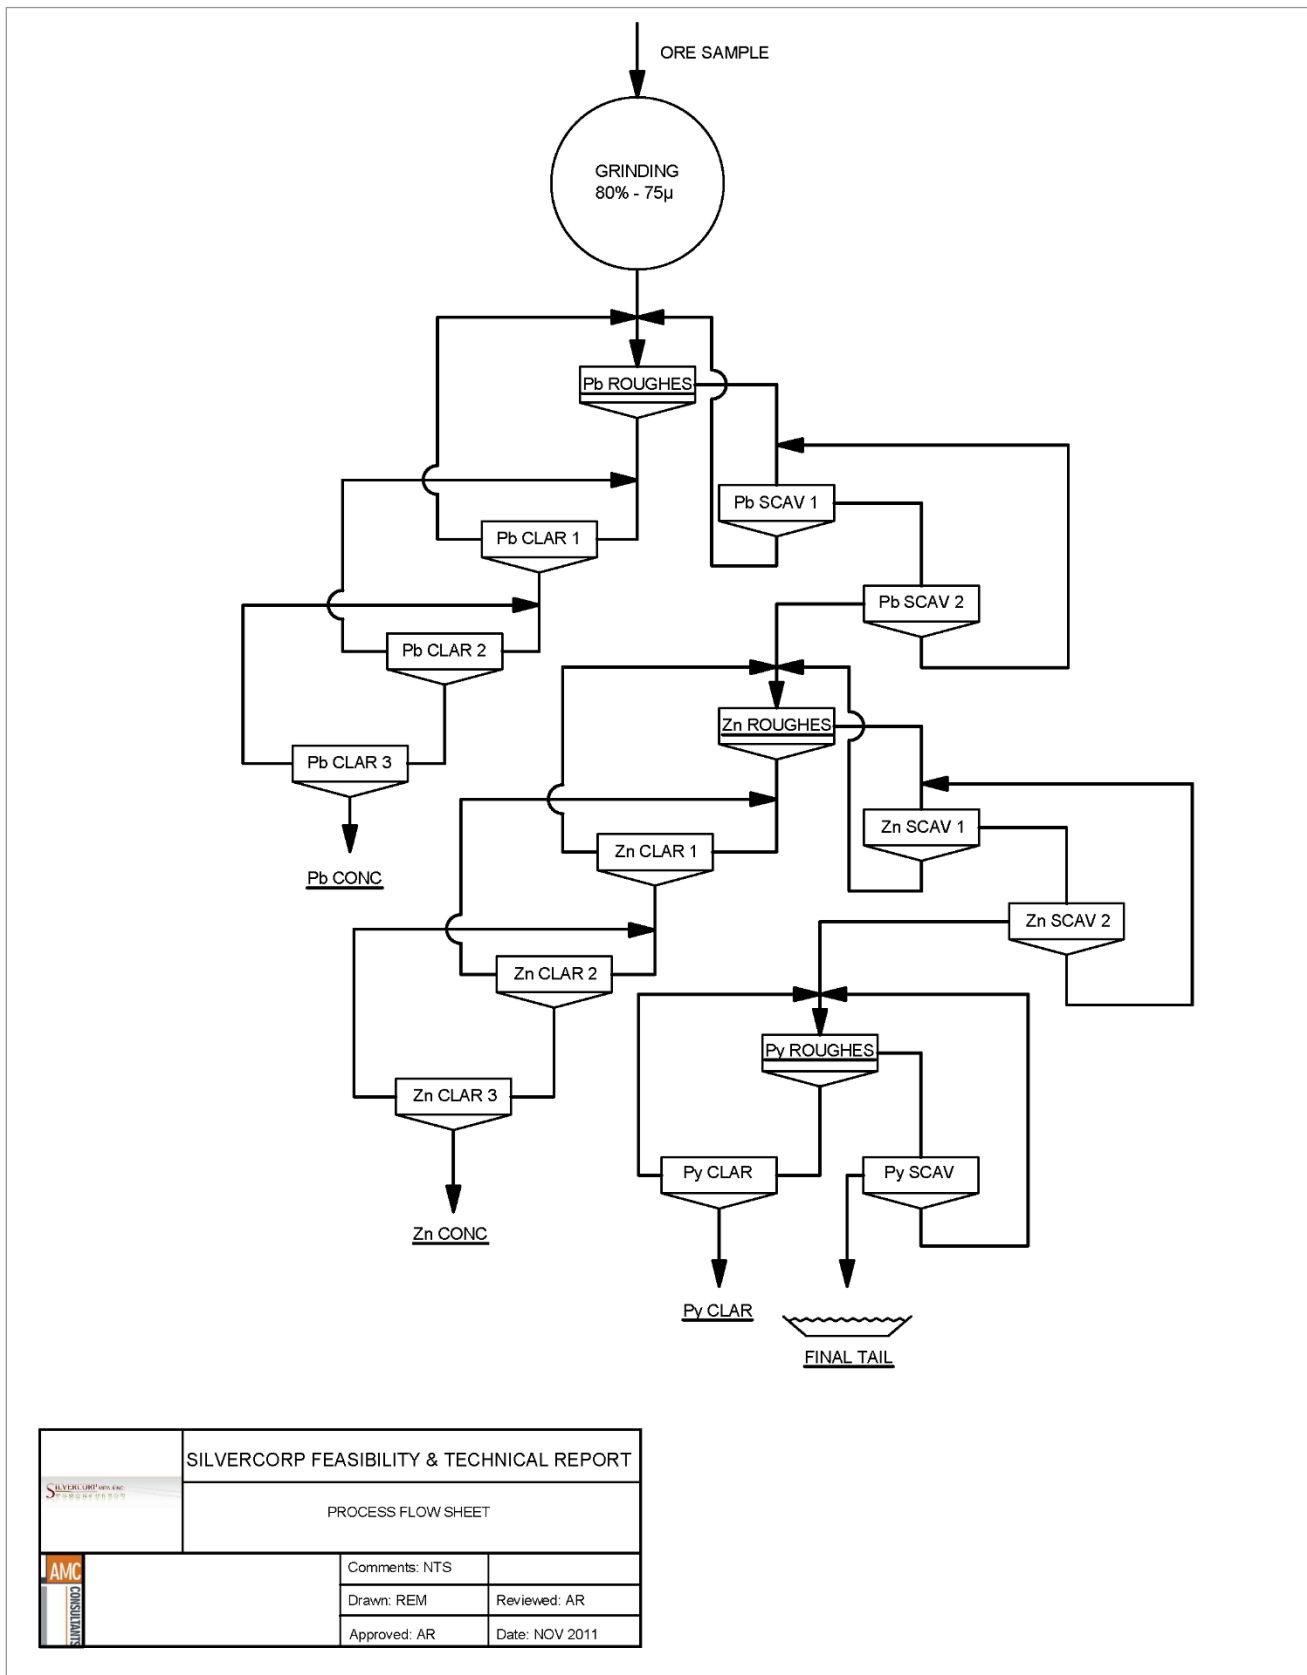 ORE SAMPLE
GRINDING
80% - 75µ
Pb ROUGHES
Pb SCAV 1
Pb CLAR 1
Pb SCAV 2
Pb CLAR 2
Zn ROUGHES
Pb CLAR 3
Zn SCAV 1
Zn CLAR 1
Pb CONC
Zn SCAV 2
Zn CLAR 2
Py ROUGHES
Zn CLAR 3
Py CLAR
Py SCAV
Zn CONC
Py CLAR
FINAL TAIL
SILVERCORP FEASIBILITY & TECHNICAL REPORT
SILVERCORP
PROCESS FLOW SHEET
AMC
CONSULTANTS
Comments: NTS
Drawn: REM
Reviewed: AR
Approved: AR
Date: NOV 2011